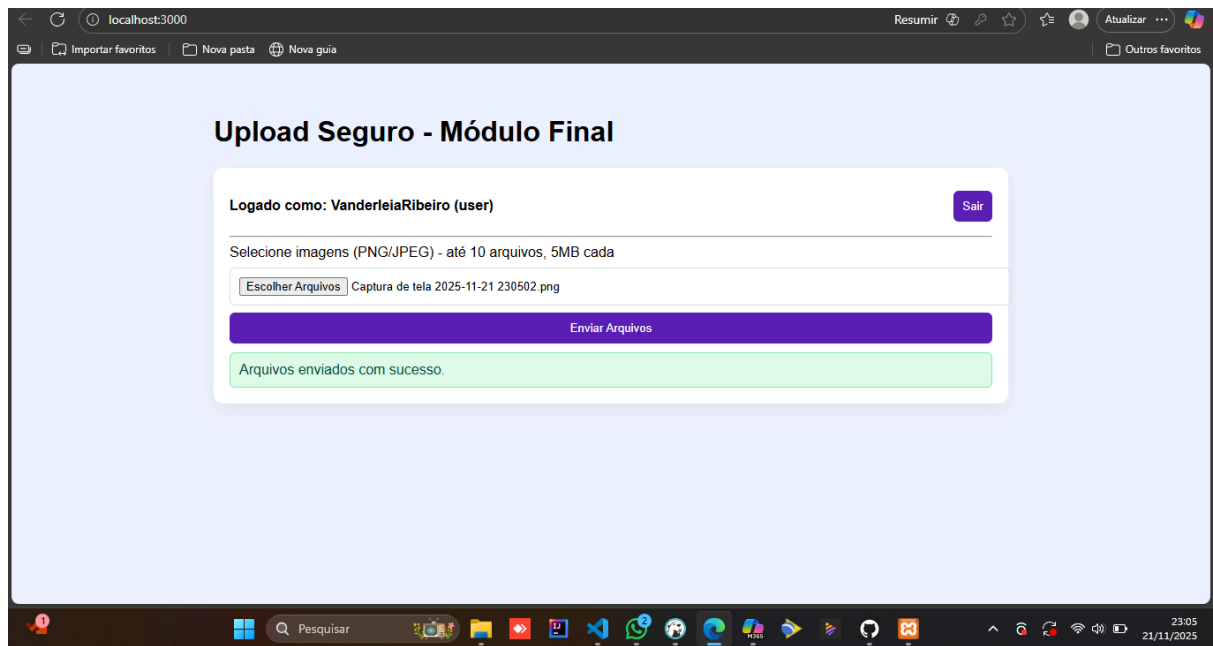 localhost:3000
Resumir
Atualizar
Importar favoritos
Nova pasta
Nova guia
Outros favoritos
Upload Seguro - Módulo Final
Logado como: VanderleiaRibeiro (user)
Sair
Selecione imagens (PNG/JPEG) - até 10 arquivos, 5MB cada
Escolher Arquivos Captura de tela 2025-11-21 230502.png
Enviar Arquivos
Arquivos enviados com sucesso.
1
Pesquisar
2
M365
23:05
21/11/2025